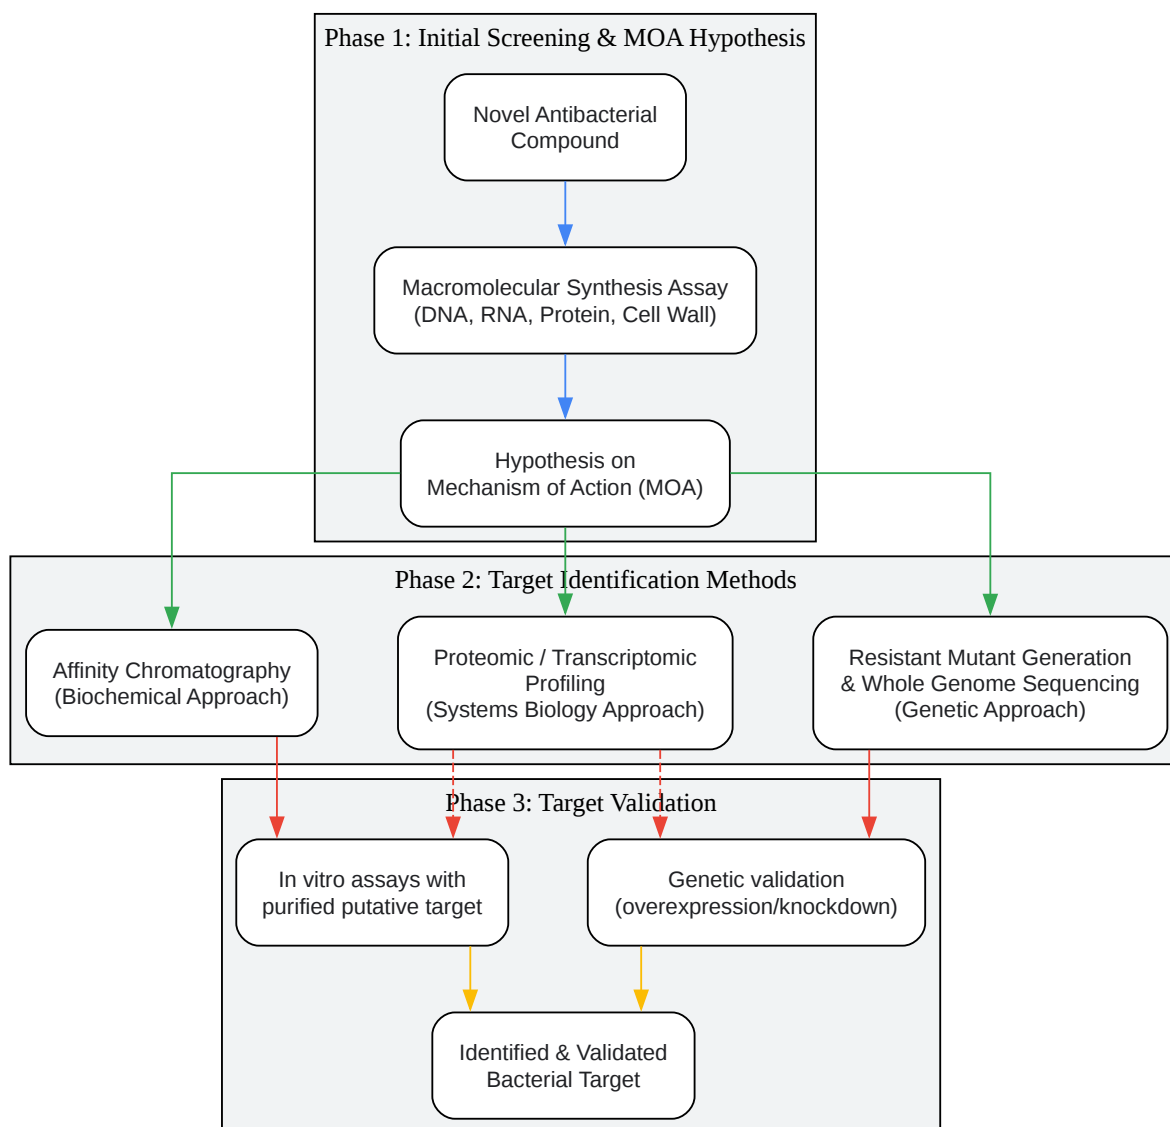 Phase 1: Initial Screening & MOA Hypothesis
Novel Antibacterial
Compound
Macromolecular Synthesis Assay
(DNA, RNA, Protein, Cell Wall)
Hypothesis on
Mechanism of Action (MOA)
Phase 2: Target Identification Methods
Affinity Chromatography
(Biochemical Approach)
Proteomic / Transcriptomic
Profiling
(Systems Biology Approach)
Resistant Mutant Generation
& Whole Genome Sequencing
(Genetic Approach)
Phase 3: Target Validation
In vitro assays with
purified putative target
Genetic validation
(overexpression/knockdown)
Identified & Validated
Bacterial Target